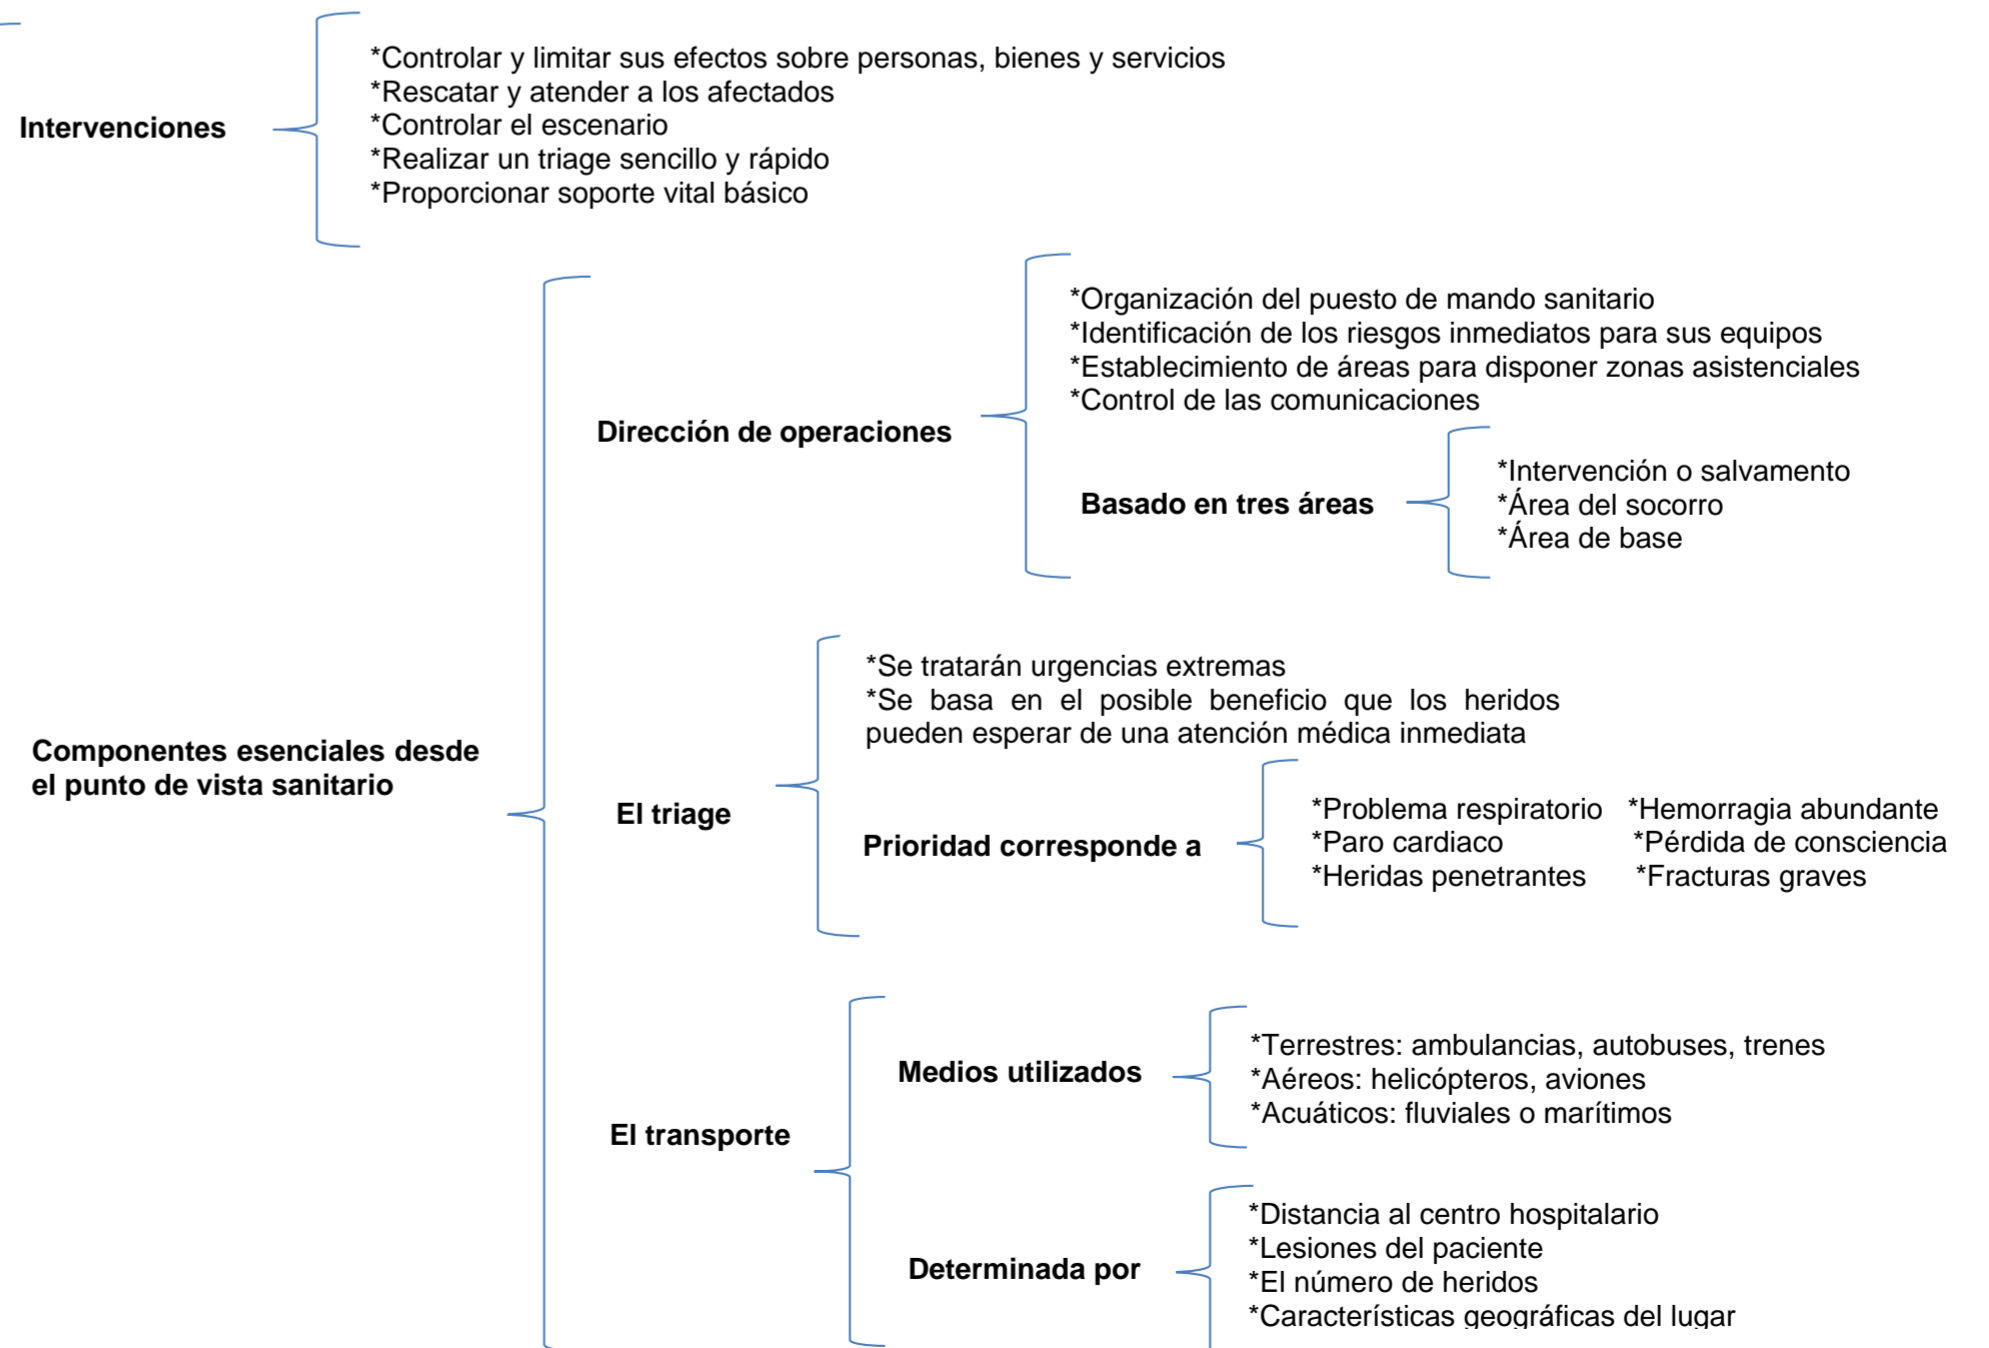 Intervenciones
*Controlar y limitar sus efectos sobre personas, bienes y servicios
*Rescatar y atender a los afectados
*Controlar el escenario
*Realizar un triage sencillo y rápido
*Proporcionar soporte vital básico
Componentes esenciales desde
el punto de vista sanitario
Dirección de operaciones
*Organización del puesto de mando sanitario
*Identificación de los riesgos inmediatos para sus equipos
*Establecimiento de áreas para disponer zonas asistenciales
*Control de las comunicaciones
Basado en tres áreas
*Intervención o salvamento
*Área del socorro
*Área de base
El triage
*Se tratarán urgencias extremas
*Se basa en el posible beneficio que los heridos
pueden esperar de una atención médica inmediata
Prioridad corresponde a
*Problema respiratorio *Hemorragia abundante
*Paro cardiaco *Pérdida de consciencia
*Heridas penetrantes *Fracturas graves
El transporte
Medios utilizados
*Terrestres: ambulancias, autobuses, trenes
*Aéreos: helicópteros, aviones
*Acuáticos: fluviales o marítimos
Determinada por
*Distancia al centro hospitalario
*Lesiones del paciente
*El número de heridos
*Característícas geográficas del lugar